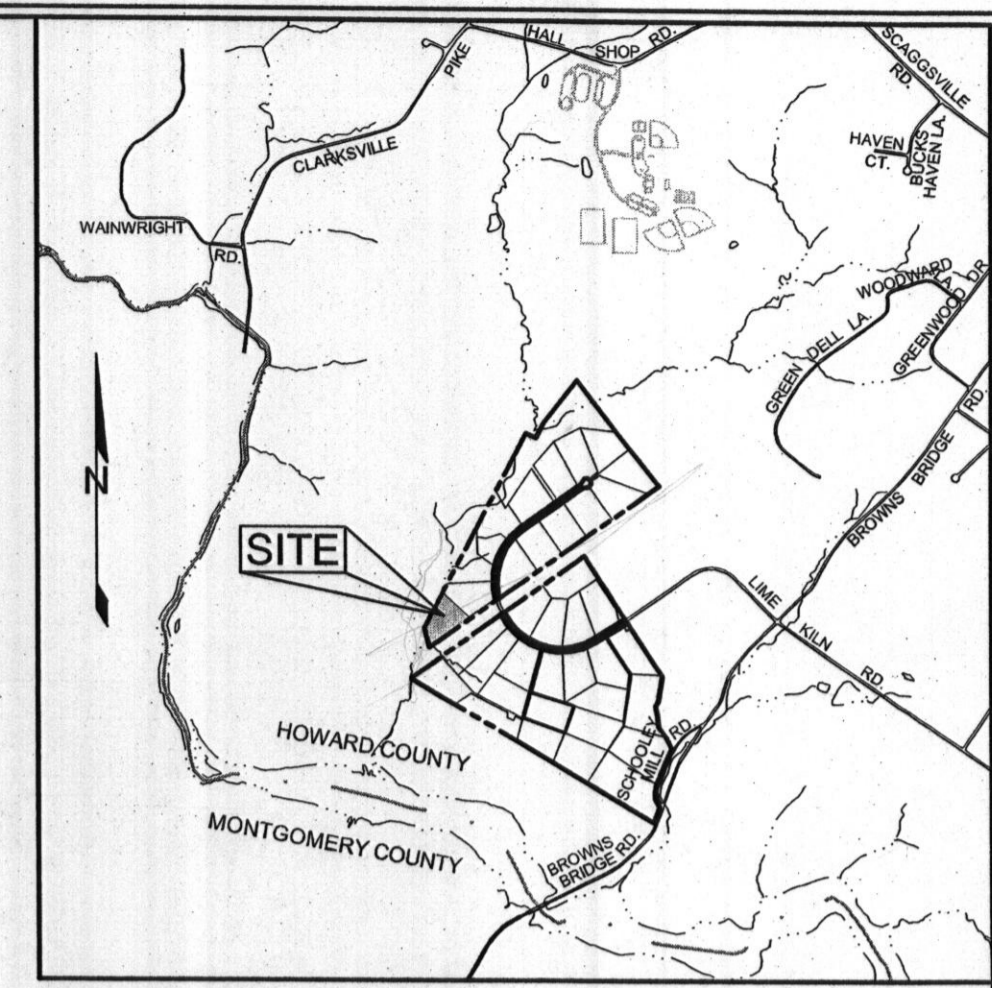 HALL SHOP RD.
SCAGGSVILLE
RD.
PIKE
CLARKSVILLE
HAVEN
CT.
BUCKS
HAVEN LA.
WAINWRIGHT
RD.
WOODWARD
LA.
GREENWOOD DR
GREEN DELL LA.
RD.
BROWNS BRIDGE
N
SITE
LIME KILN RD.
SCHOOLEY
MILL RD.
HOWARD COUNTY
MONTGOMERY COUNTY
BROWNS
BRIDGE RD.